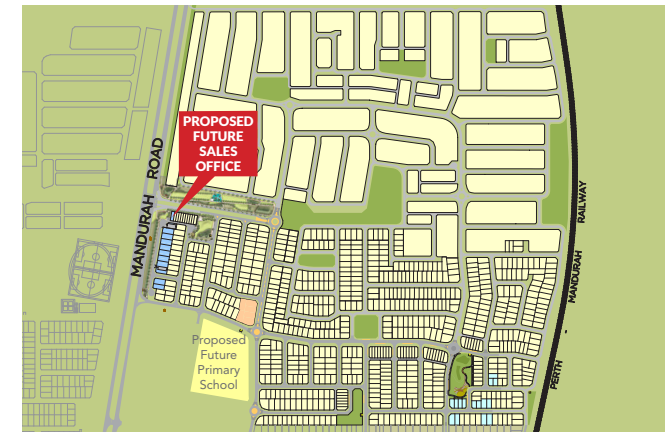 PROPOSED
FUTURE
SALES
OFFICE
MANDURAH ROAD
Proposed
Future
Primary
School
PERTH MANDURAH RAILWAY